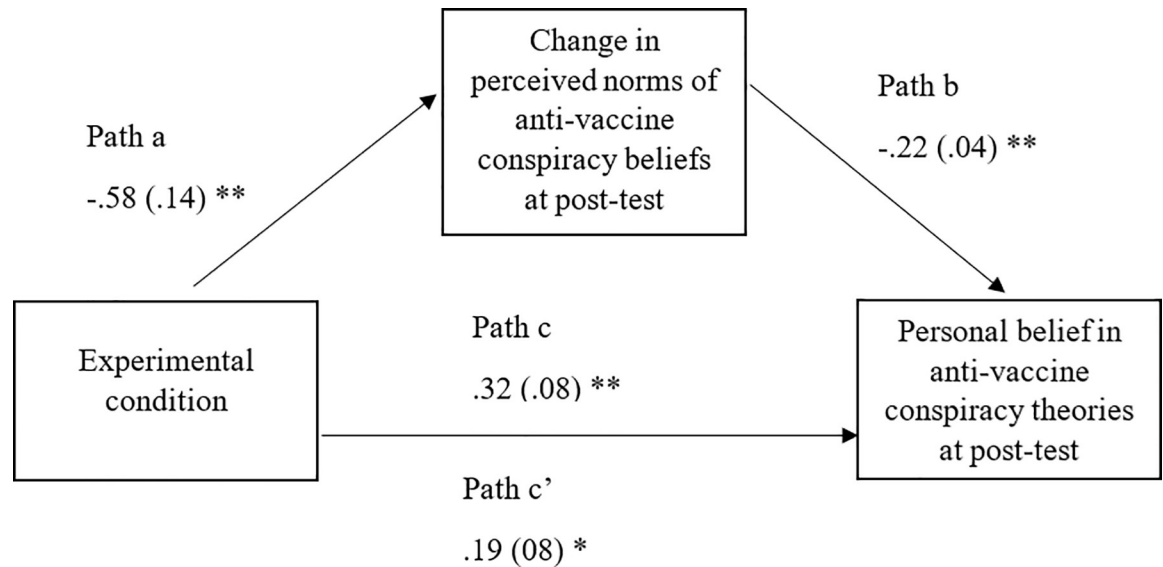 Change in
perceived norms of
anti-vaccine
conspiracy beliefs
at post-test
Path a
-.58 (.14) **
Path b
-.22 (.04) **
Experimental
condition
Path c
.32 (.08) **
Path c’
.19 (08) *
Personal belief in
anti-vaccine
conspiracy theories
at post-test